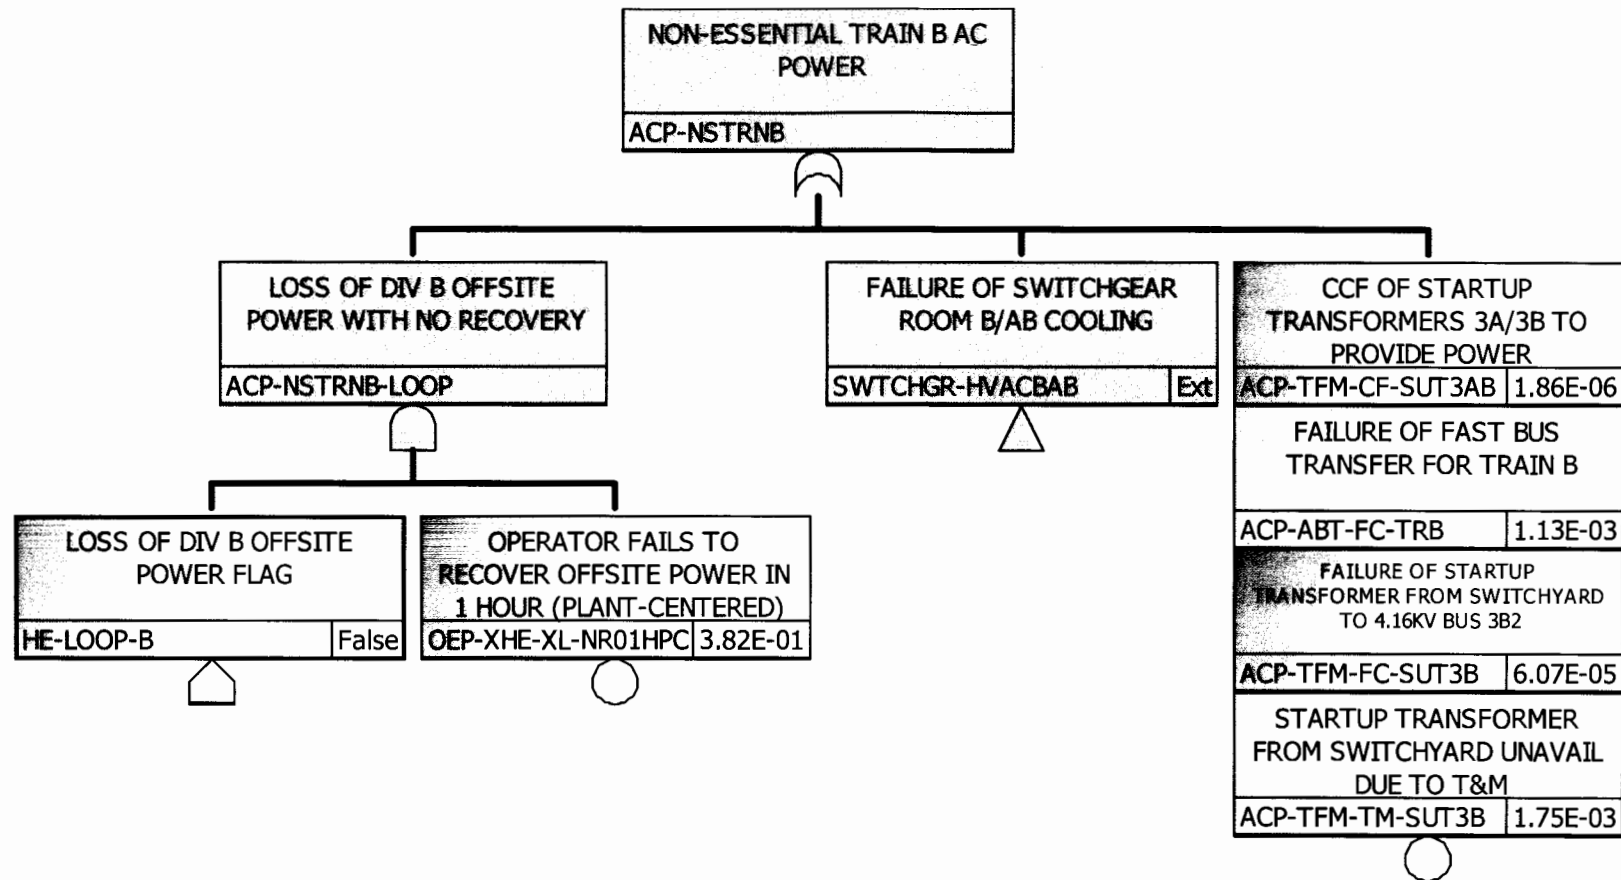 NON-ESSENTIAL TRAIN B AC
POWER
ACP-NSTRNB
LOSS OF DIV B OFFSITE
POWER WITH NO RECOVERY
ACP-NSTRNB-LOOP
FAILURE OF SWITCHGEAR
ROOM B/AB COOLING
SWTCHGR-HVACBAB Ext
CCF OF STARTUP
TRANSFORMERS 3A/3B TO
PROVIDE POWER
ACP-TFM-CF-SUT3AB 1.86E-06
FAILURE OF FAST BUS
TRANSFER FOR TRAIN B
ACP-ABT-FC-TRB 1.13E-03
FAILURE OF STARTUP
TRANSFORMER FROM SWITCHYARD
TO 4.16KV BUS 3B2
ACP-TFM-FC-SUT3B 6.07E-05
STARTUP TRANSFORMER
FROM SWITCHYARD UNAVAIL
DUE TO T&M
ACP-TFM-TM-SUT3B 1.75E-03
LOSS OF DIV B OFFSITE
POWER FLAG
HE-LOOP-B False
OPERATOR FAILS TO
RECOVER OFFSITE POWER IN
1 HOUR (PLANT-CENTERED)
OEP-XHE-XL-NR01HPC 3.82E-01